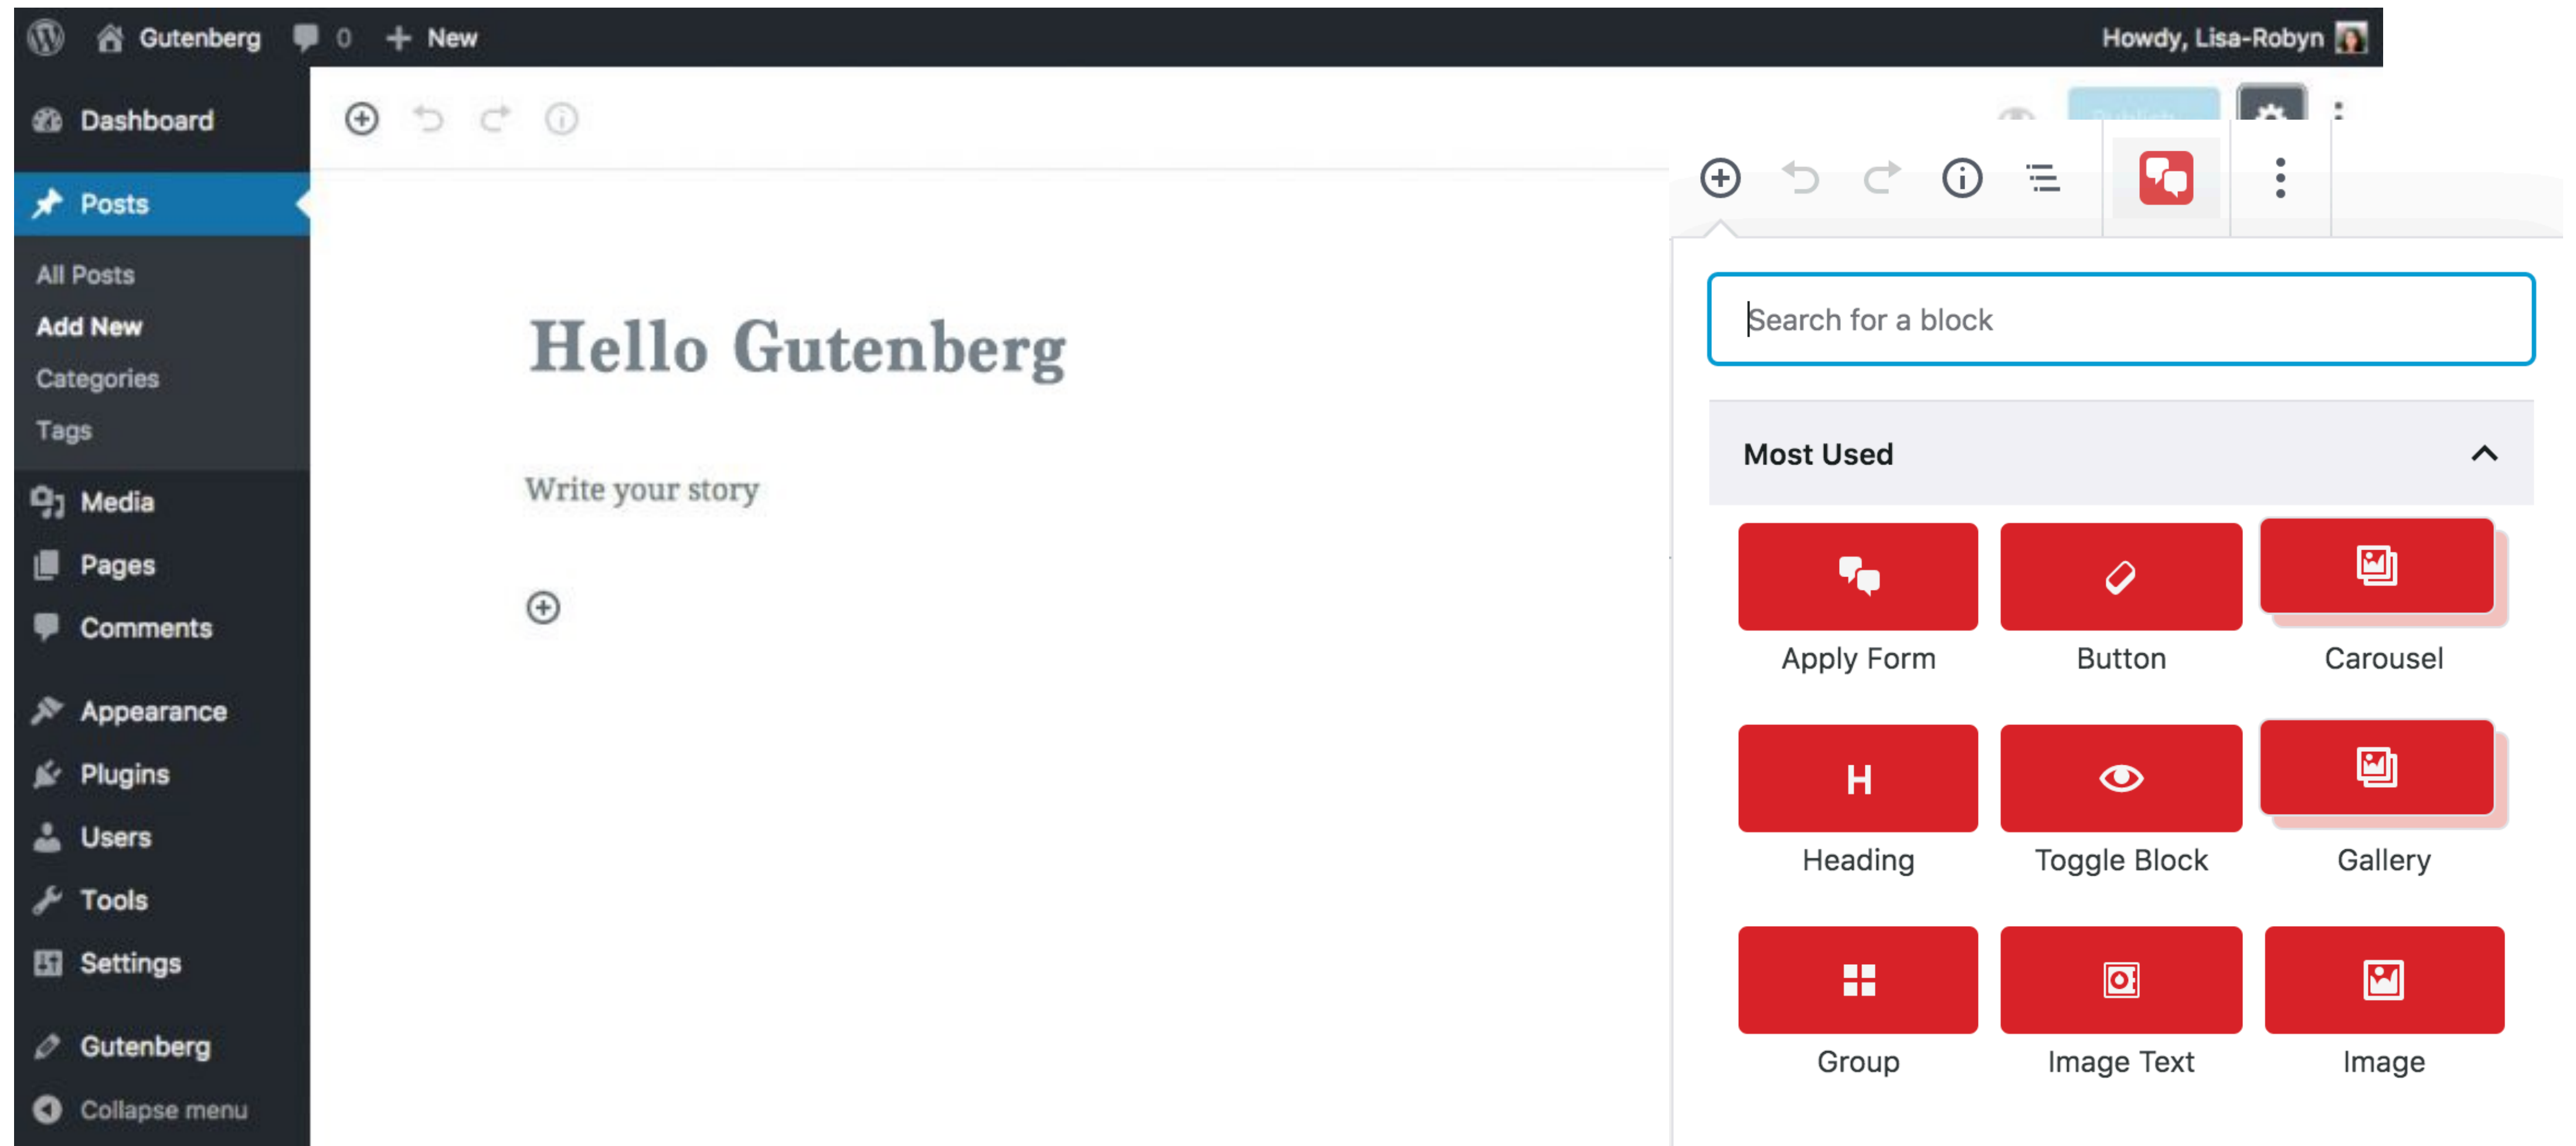 Gutenberg 0 New Howdy, Lisa-Robyn
Dashboard
Posts
All Posts
Add New
Categories
Tags
Media
Pages
Comments
Appearance
Plugins
Users
Tools
Settings
Gutenberg
Collapse menu
Hello Gutenberg
Write your story
Search for a block
Most Used
Apply Form Button Carousel
H
Heading Toggle Block Gallery
Group Image Text Image